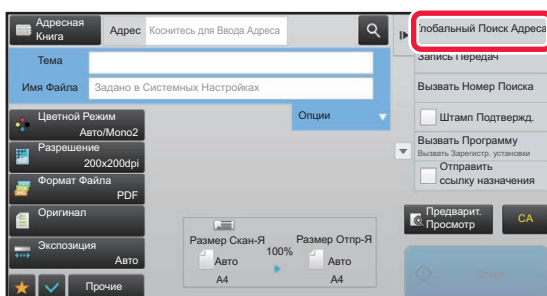 Адресная
Книга
Адрес
Коснитесь для Ввода Адреса
Тема
Имя Файла
Задано в Системных Настройках
Опции
Цветной Режим
Авто/Mono2
Разрешение
200x200dpi
Формат Файла
PDF
Оригинал
Экспозиция
Авто
Прочие
Размер Скан-Я
Авто
A4
100%
Размер Отпр-Я
Авто
A4
Глобальный Поиск Адреса
Запись Передач
Вызвать Номер Поиска
Штамп Подтвержд.
Вызвать Программу
Вызвать Зарегистр. установки
Отправить
ссылку назначения
Предварит.
Просмотр
CA
Старт